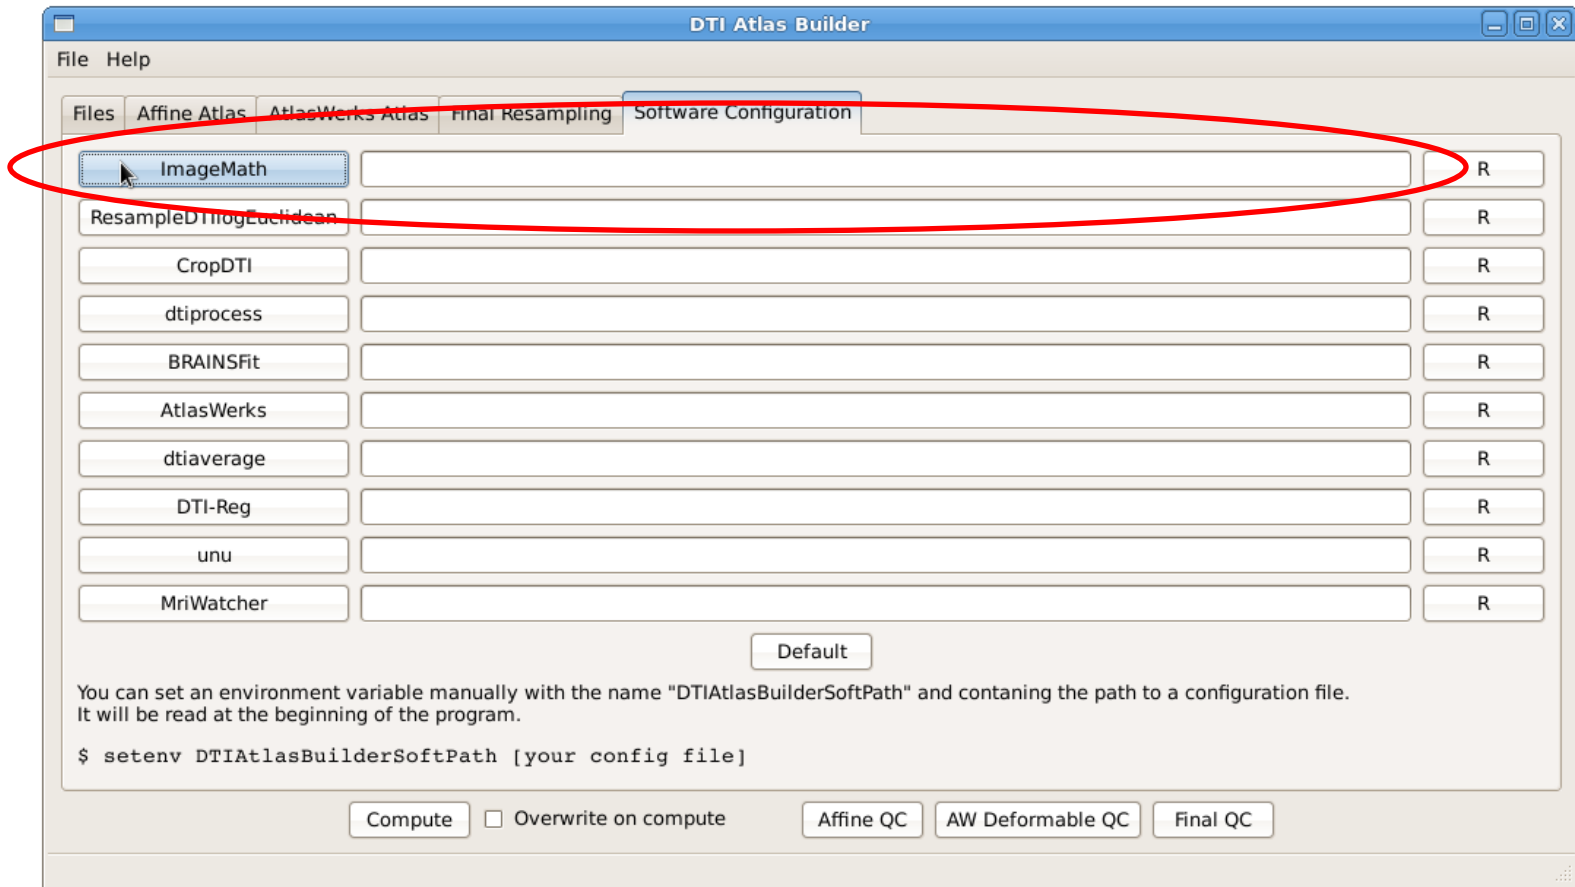 DTI Atlas Builder
File Help
Files Affine Atlas AtlasWerks Atlas Final Resampling Software Configuration
ImageMath R
ResampleDTIlogEuclidean R
CropDTI R
dtiprocess R
BRAINSFit R
AtlasWerks R
dtiaverage R
DTI-Reg R
unu R
MriWatcher R
Default
You can set an environment variable manually with the name "DTIAtlasBuilderSoftPath" and contaning the path to a configuration file.
It will be read at the beginning of the program.
$ setenv DTIAtlasBuilderSoftPath [your config file]
Compute Overwrite on compute Affine QC AW Deformable QC Final QC